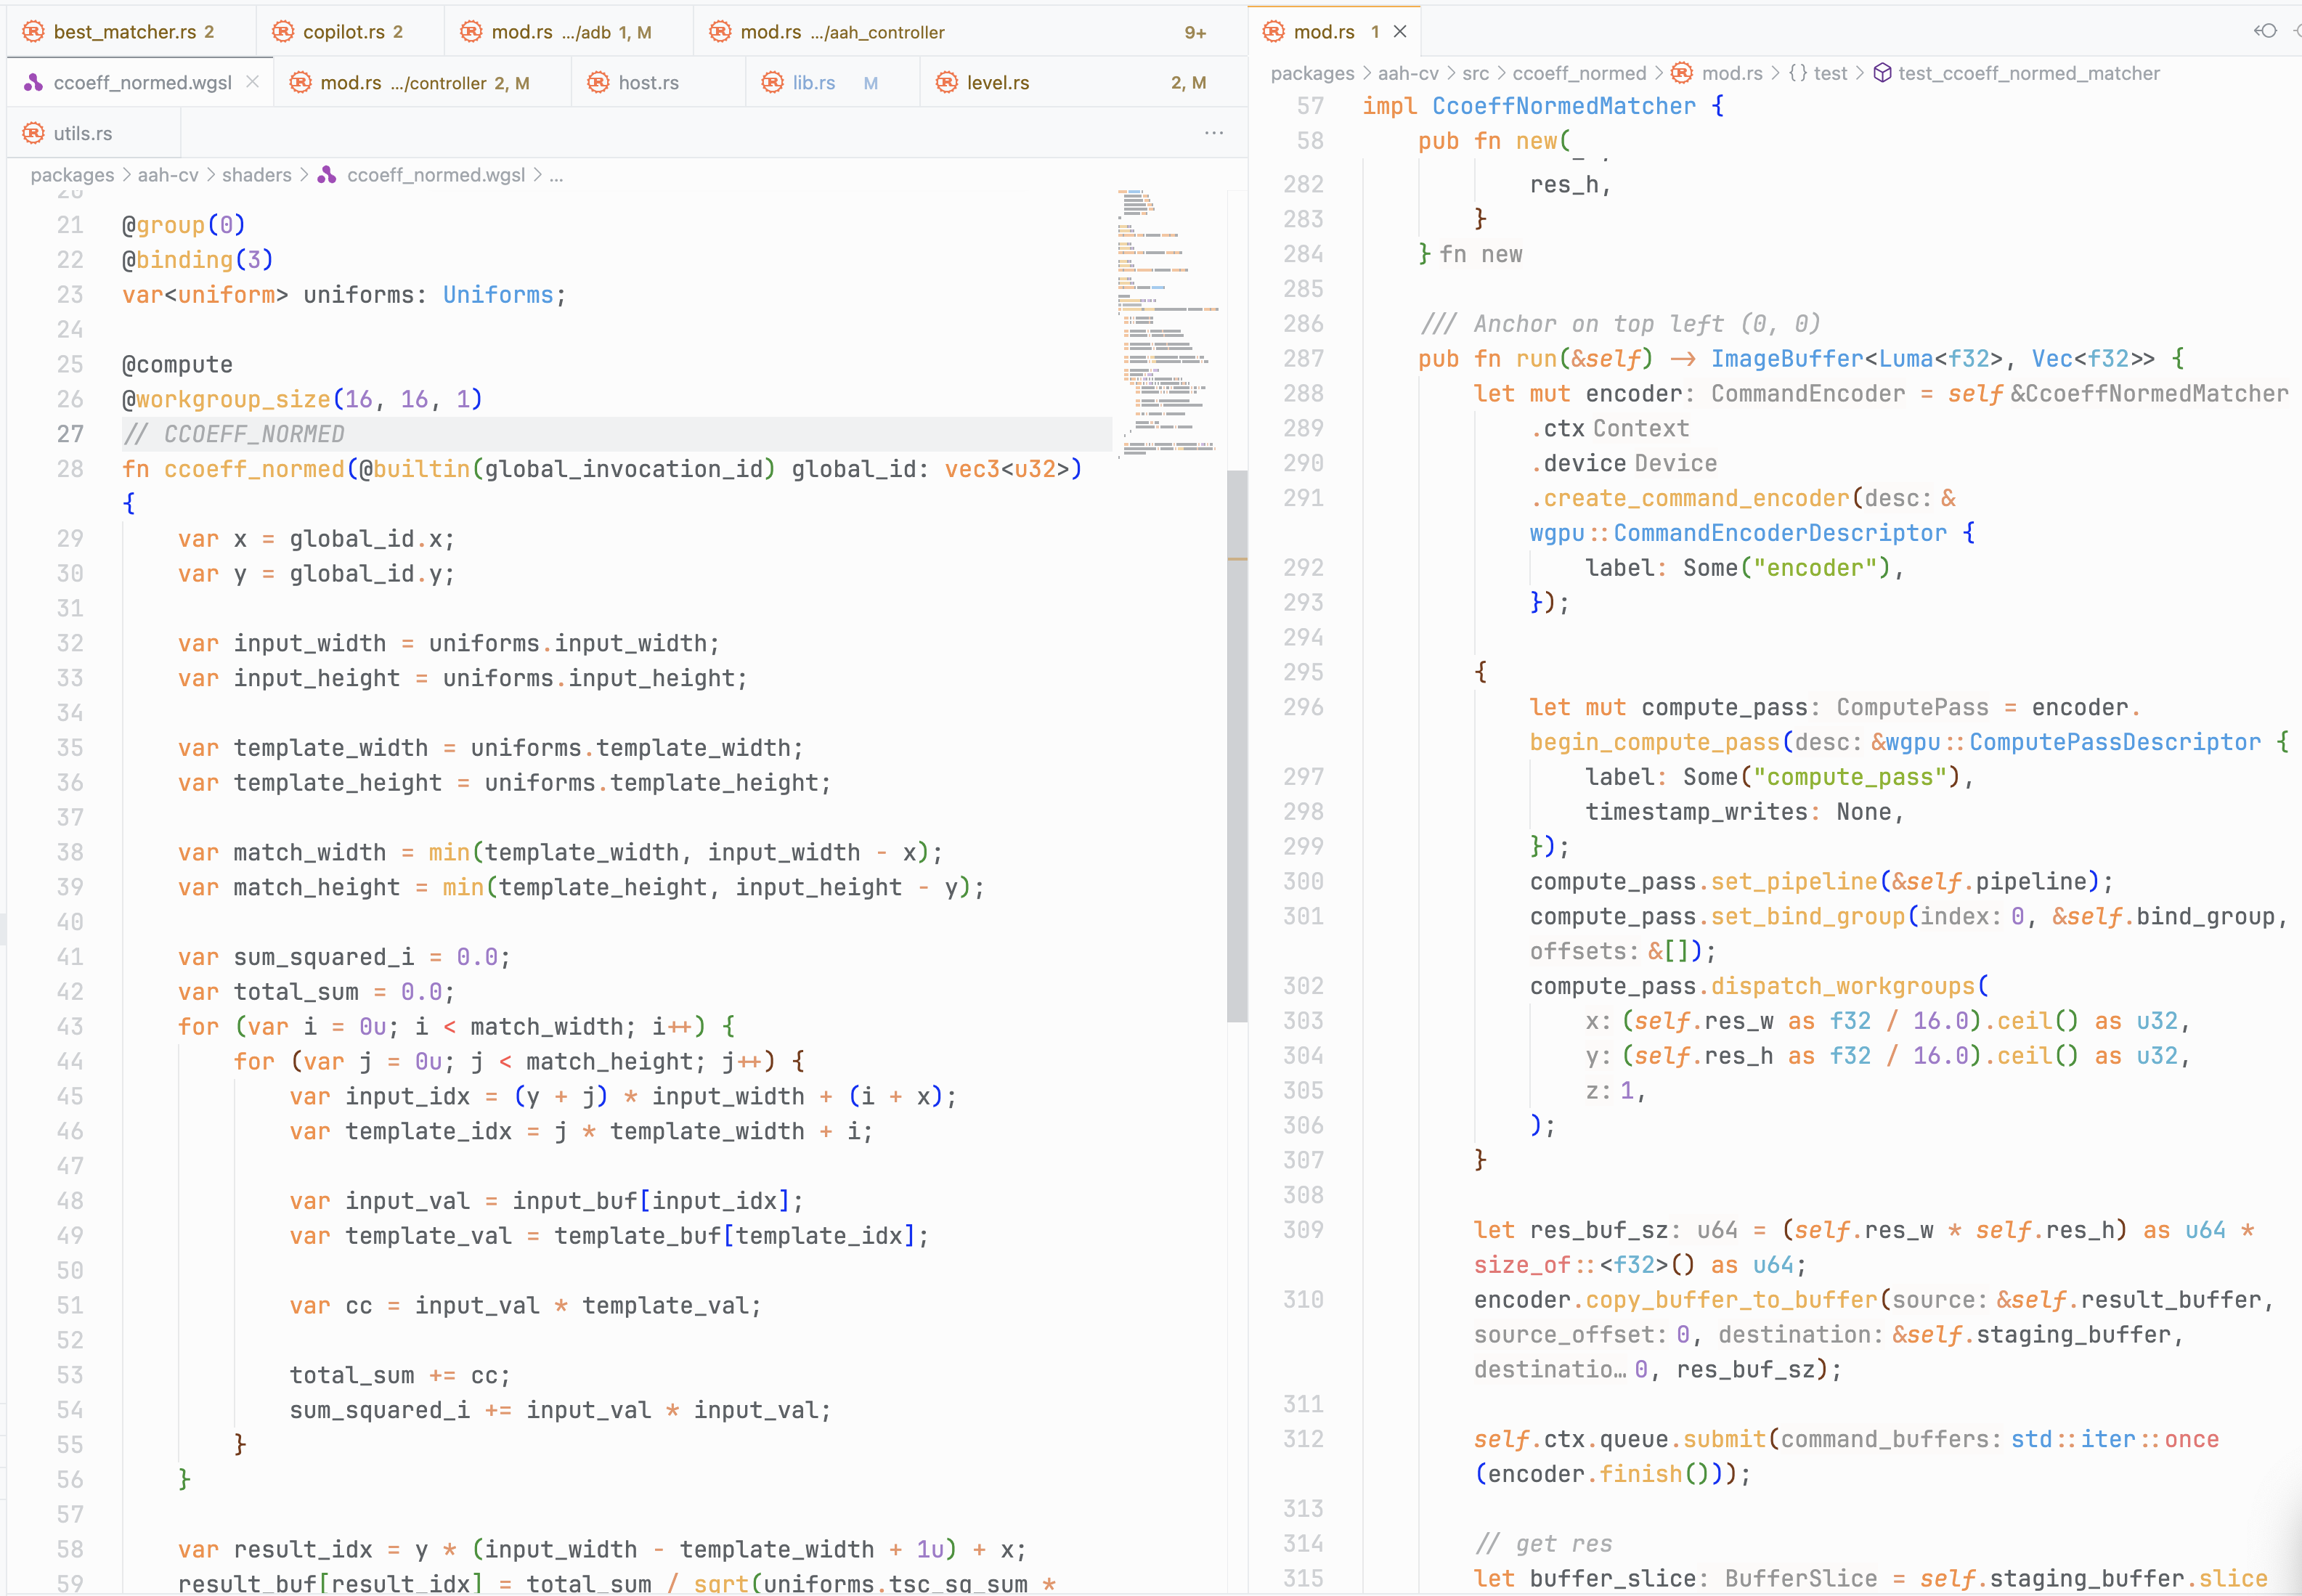 best_matcher.rs 2
copilot.rs 2
mod.rs .../adb 1, M
mod.rs .../aah_controller 9+
ccoeff_normed.wgsl
mod.rs .../controller 2, M
host.rs
lib.rs M
level.rs 2, M
utils.rs
...
packages > aah-cv > shaders > ccoeff_normed.wgsl > ...
20
21 @group(0)
22 @binding(3)
23 var<uniform> uniforms: Uniforms;
24
25 @compute
26 @workgroup_size(16, 16, 1)
27 // CCOEFF_NORMED
28 fn ccoeff_normed(@builtin(global_invocation_id) global_id: vec3<u32>)
{
29 var x = global_id.x;
30 var y = global_id.y;
31
32 var input_width = uniforms.input_width;
33 var input_height = uniforms.input_height;
34
35 var template_width = uniforms.template_width;
36 var template_height = uniforms.template_height;
37
38 var match_width = min(template_width, input_width - x);
39 var match_height = min(template_height, input_height - y);
40
41 var sum_squared_i = 0.0;
42 var total_sum = 0.0;
43 for (var i = 0u; i < match_width; i++) {
44 for (var j = 0u; j < match_height; j++) {
45 var input_idx = (y + j) * input_width + (i + x);
46 var template_idx = j * template_width + i;
47
48 var input_val = input_buf[input_idx];
49 var template_val = template_buf[template_idx];
50
51 var cc = input_val * template_val;
52
53 total_sum += cc;
54 sum_squared_i += input_val * input_val;
55 }
56 }
57
58 var result_idx = y * (input_width - template_width + 1u) + x;
59 result_buf[result_idx] = total_sum / sqrt(uniforms.tsc_sq_sum *
mod.rs 1
packages > aah-cv > src > ccoeff_normed > mod.rs > {} test > test_ccoeff_normed_matcher
57 impl CcoeffNormedMatcher {
58 pub fn new(
282 res_h,
283 }
284 } fn new
285
286 /// Anchor on top left (0, 0)
287 pub fn run(&self) -> ImageBuffer<Luma<f32>, Vec<f32>> {
288 let mut encoder: CommandEncoder = self &CcoeffNormedMatcher
289 .ctx Context
290 .device Device
291 .create_command_encoder(desc: &
wgpu::CommandEncoderDescriptor {
292 label: Some("encoder"),
293 });
294
295 {
296 let mut compute_pass: ComputePass = encoder.
begin_compute_pass(desc: &wgpu::ComputePassDescriptor {
297 label: Some("compute_pass"),
298 timestamp_writes: None,
299 });
300 compute_pass.set_pipeline(&self.pipeline);
301 compute_pass.set_bind_group(index: 0, &self.bind_group,
offsets: &[]);
302 compute_pass.dispatch_workgroups(
303 x: (self.res_w as f32 / 16.0).ceil() as u32,
304 y: (self.res_h as f32 / 16.0).ceil() as u32,
305 z: 1,
306 );
307 }
308
309 let res_buf_sz: u64 = (self.res_w * self.res_h) as u64 *
size_of::<f32>() as u64;
310 encoder.copy_buffer_to_buffer(source: &self.result_buffer,
source_offset: 0, destination: &self.staging_buffer,
destinatio… 0, res_buf_sz);
311
312 self.ctx.queue.submit(command_buffers: std::iter::once
(encoder.finish()));
313
314 // get res
315 let buffer_slice: BufferSlice = self.staging_buffer.slice